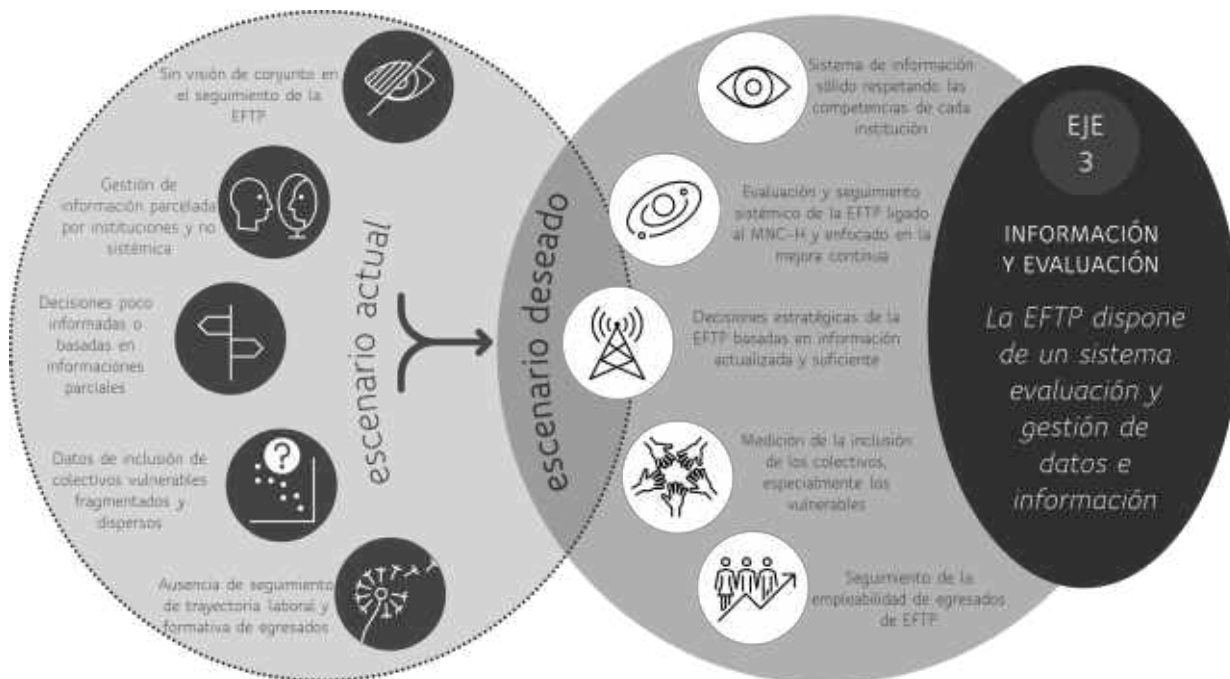 Sin visión de conjunto en
el seguimiento de la
EFTP
Gestión de
información parcelada
por instituciones y no
sistémica
Decisiones poco
informadas o
basadas en
informaciones
parciales
Datos de inclusión de
colectivos vulnerables
fragmentados y
dispersos
?
Ausencia de seguimiento
de trayectoria laboral y
formativa de egresados
escenario actual
escenario deseado
Sistema de información
sólido respetando las
competencias de cada
institución
Evaluación y seguimiento
sistémico de la EFTP ligado
al MNC-H y enfocado en la
mejora continua
Decisiones estratégicas de la
EFTP basadas en información
actualizada y suficiente
Medición de la inclusión
de los colectivos,
especialmente los
vulnerables
Seguimiento de la
empleabilidad de egresados
de EFTP
EJE
3
INFORMACIÓN
Y EVALUACIÓN
La EFTP dispone
de un sistema
evaluación y
gestión de
datos e
información